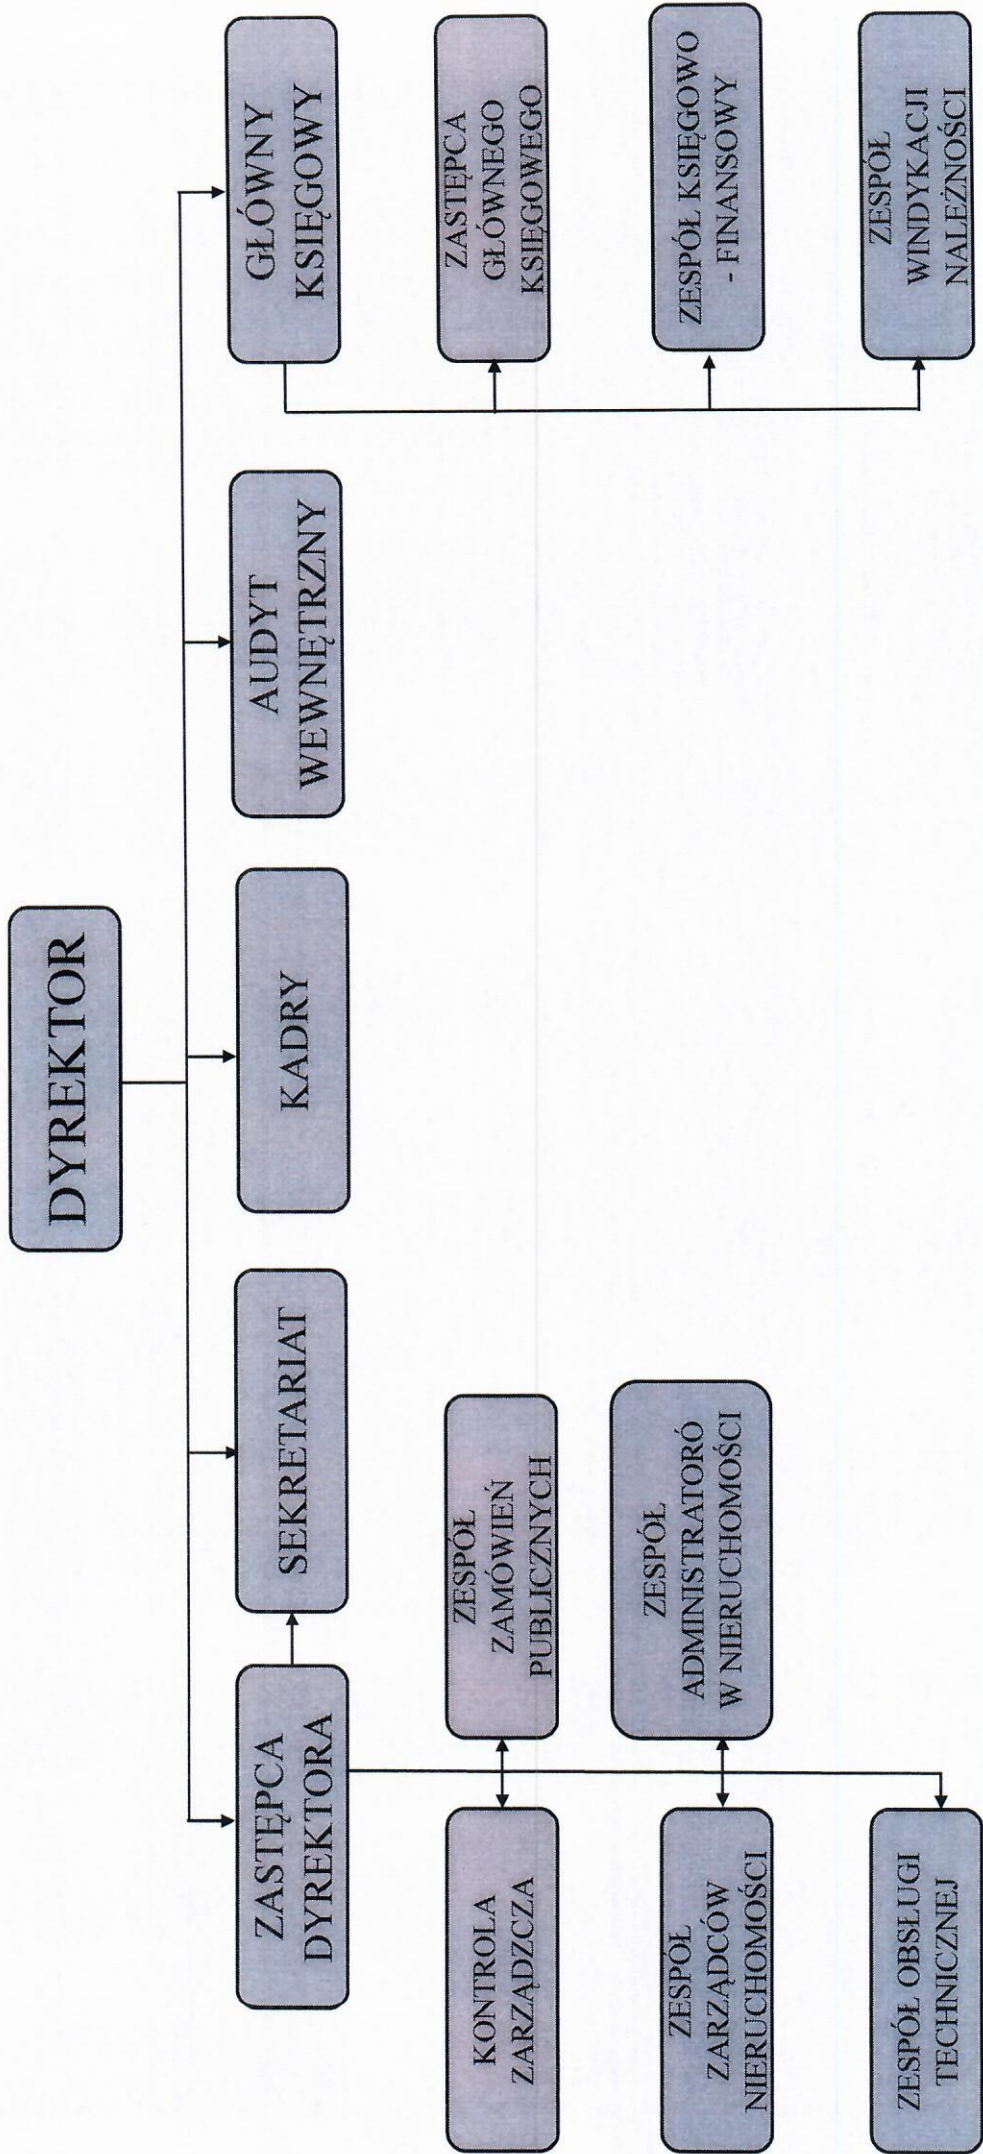 DYREKTOR
ZASTĘPCA
DYREKTORA
SEKRETARIAT
KADRY
AUDYT
WEWNĘTRZNY
GŁÓWNY
KSIĘGOWY
KONTROLA
ZARZĄDZCZA
ZESPÓŁ
ZAMÓWIEŃ
PUBLICZNYCH
ZASTĘPCA
GŁÓWNEGO
KSIĘGOWEGO
ZESPÓŁ
ZARZĄDCÓW
NIERUCHOMOŚCI
ZESPÓŁ
ADMINISTRATORÓ
W NIERUCHOMOŚCI
ZESPÓŁ KSIĘGOWO
- FINANSOWY
ZESPÓŁ OBSŁUGI
TECHNICZNEJ
ZESPÓŁ
WINDYKACJI
NALEŻNOŚCI